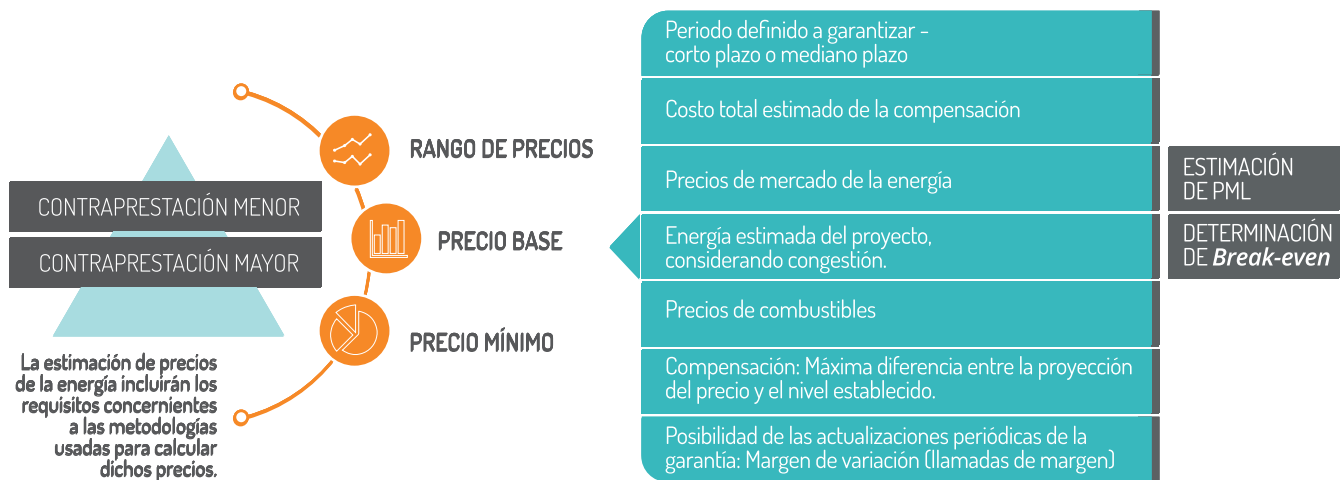 CONTRAPRESTACIÓN MENOR
CONTRAPRESTACIÓN MAYOR
La estimación de precios
de la energía incluirán los
requisitos concernientes
a las metodologías
usadas para calcular
dichos precios.
RANGO DE PRECIOS
PRECIO BASE
PRECIO MÍNIMO
Periodo definido a garantizar -
corto plazo o mediano plazo
Costo total estimado de la compensación
Precios de mercado de la energía
Energía estimada del proyecto,
considerando congestión.
Precios de combustibles
Compensación: Máxima diferencia entre la proyección
del precio y el nivel establecido.
Posibilidad de las actualizaciones periódicas de la
garantía: Margen de variación (llamadas de margen)
ESTIMACIÓN
DE PML
DETERMINACIÓN
DE Break-even